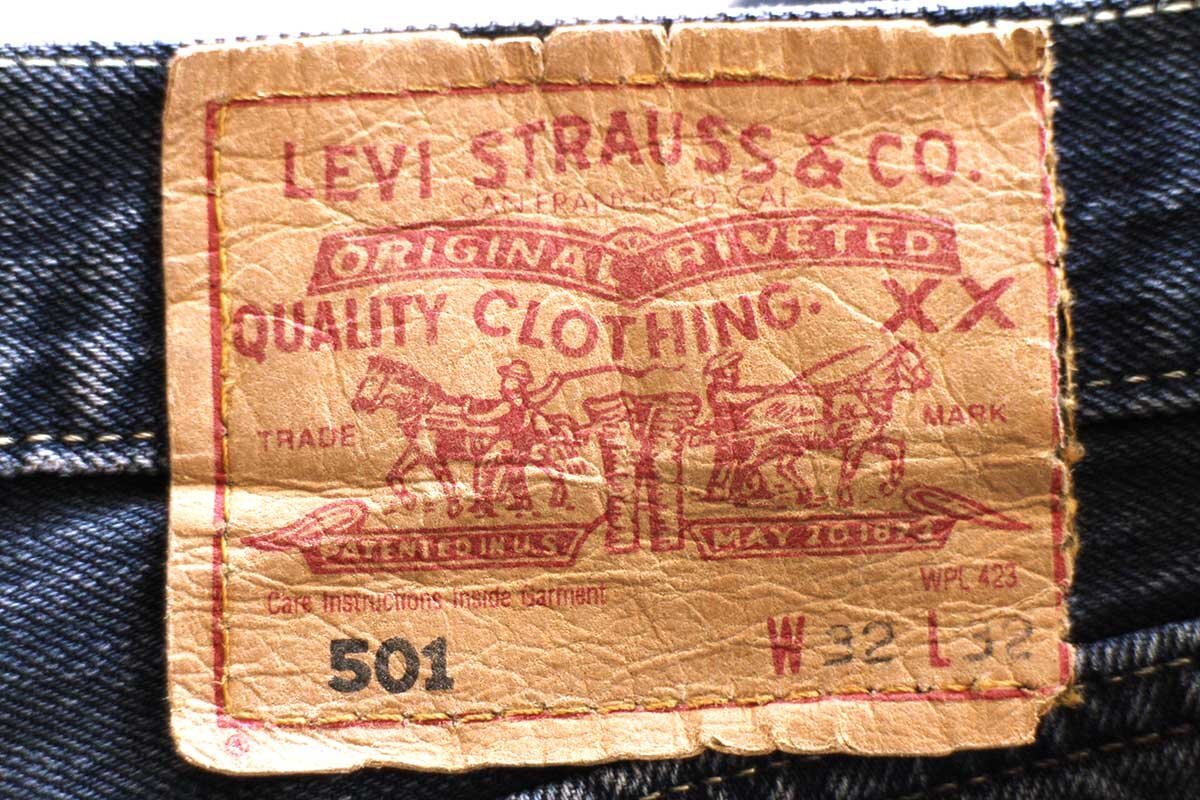 LEVI STRAUSS & CO.
SAN FRANCISCO CAL
ORIGINAL RIVETED
QUALITY CLOTHING. XX
TRADE MARK
PATENTED IN U.S. MAY 20 1873
WPL 423
Care Instructions Inside Garment
501 W 32 L 32
®